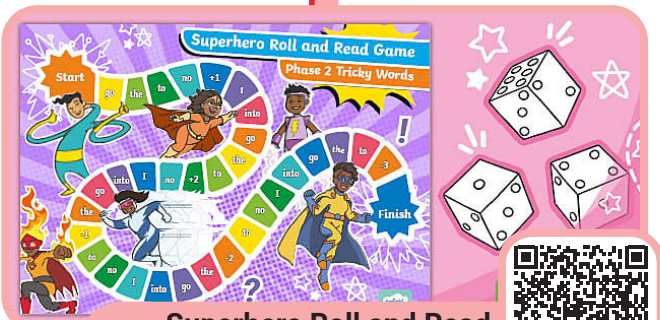 Superhero Roll and Read Game
Phase 2 Tricky Words
Start
go
the
to
no
+1
I
into
go
the
to
+2
no
I
into
go
the
-1
to
no
I
into
go
the
-2
to
no
I
into
go
the
to
-3
Finish
!
?
Superhero Roll and Read